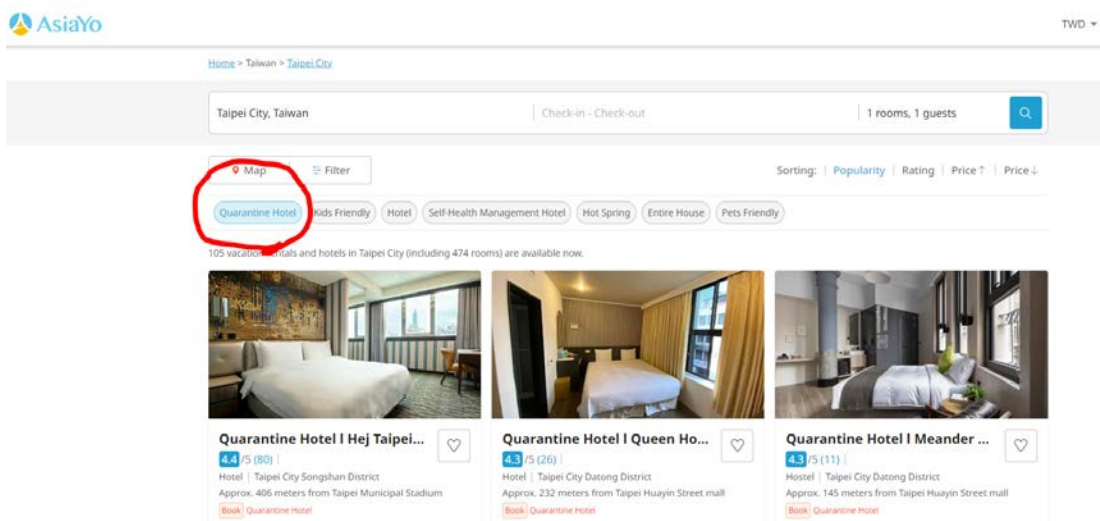 AsiaYo
TWD
Home > Taiwan > Taipei City
Taipei City, Taiwan
Check-in - Check-out
1 rooms, 1 guests
Map
Filter
Sorting: | Popularity | Rating | Price ↑ | Price ↓
Quarantine Hotel
Kids Friendly
Hotel
Self-Health Management Hotel
Hot Spring
Entire House
Pets Friendly
105 vacation rentals and hotels in Taipei City (including 474 rooms) are available now.
Quarantine Hotel l Hej Taipei...
4.4 /5 (80)
Hotel | Taipei City Songshan District
Approx. 406 meters from Taipei Municipal Stadium
Book Quarantine Hotel
Quarantine Hotel l Queen Ho...
4.3 /5 (26)
Hotel | Taipei City Datong District
Approx. 232 meters from Taipei Huayin Street mall
Book Quarantine Hotel
Quarantine Hotel l Meander ...
4.3 /5 (11)
Hostel | Taipei City Datong District
Approx. 145 meters from Taipei Huayin Street mall
Book Quarantine Hotel